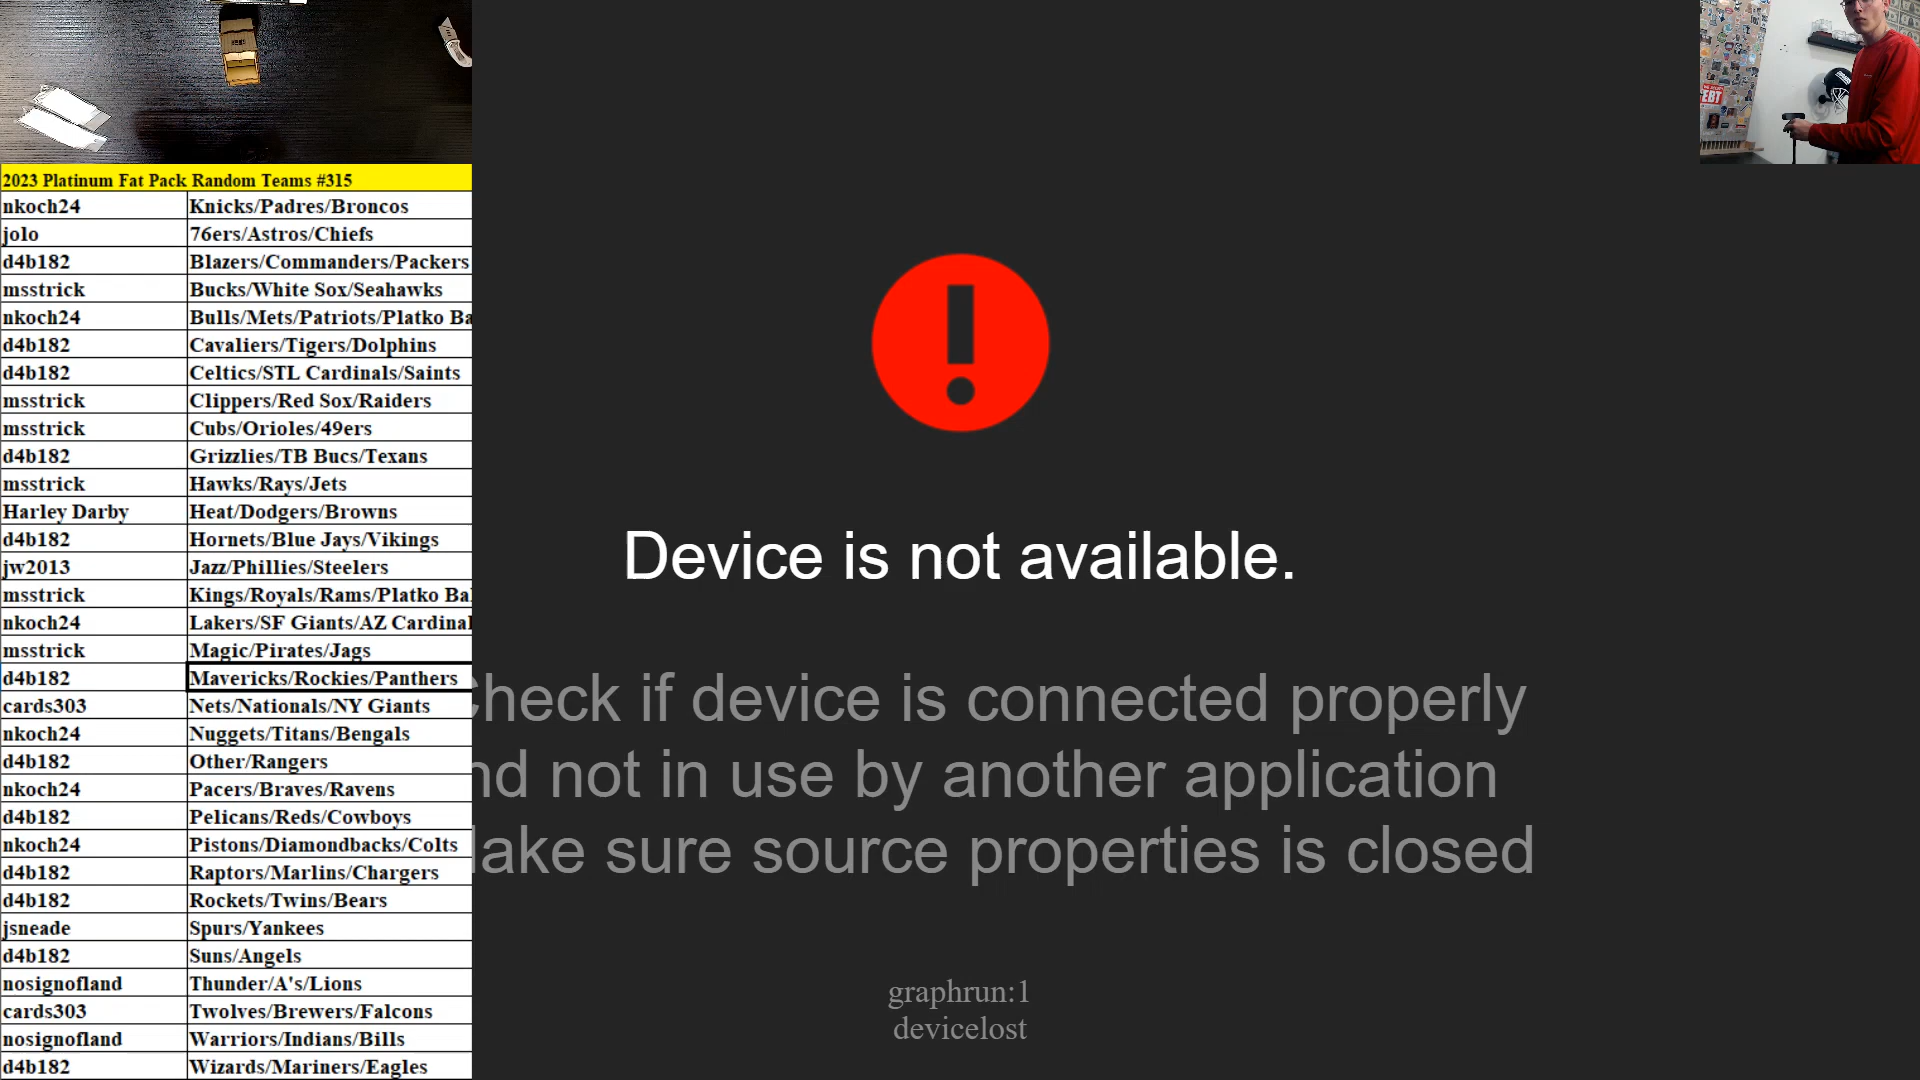 2023 Platinum Fat Pack Random Teams #315
nkoch24 Knicks/Padres/Broncos
jolo 76ers/Astros/Chiefs
d4b182 Blazers/Commanders/Packers
msstrick Bucks/White Sox/Seahawks
nkoch24 Bulls/Mets/Patriots/Platko Ba
d4b182 Cavaliers/Tigers/Dolphins
d4b182 Celtics/STL Cardinals/Saints
msstrick Clippers/Red Sox/Raiders
msstrick Cubs/Orioles/49ers
d4b182 Grizzlies/TB Bucs/Texans
msstrick Hawks/Rays/Jets
Harley Darby Heat/Dodgers/Browns
d4b182 Hornets/Blue Jays/Vikings
jw2013 Jazz/Phillies/Steelers
msstrick Kings/Royals/Rams/Platko Ba
nkoch24 Lakers/SF Giants/AZ Cardinal
msstrick Magic/Pirates/Jags
d4b182 Mavericks/Rockies/Panthers
cards303 Nets/Nationals/NY Giants
nkoch24 Nuggets/Titans/Bengals
d4b182 Other/Rangers
nkoch24 Pacers/Braves/Ravens
d4b182 Pelicans/Reds/Cowboys
nkoch24 Pistons/Diamondbacks/Colts
d4b182 Raptors/Marlins/Chargers
d4b182 Rockets/Twins/Bears
jsneade Spurs/Yankees
d4b182 Suns/Angels
nosignofland Thunder/A's/Lions
cards303 Twolves/Brewers/Falcons
nosignofland Warriors/Indians/Bills
d4b182 Wizards/Mariners/Eagles
Device is not available.
heck if device is connected properly
nd not in use by another application
ake sure source properties is closed
graphrun:1
devicelost
EBT